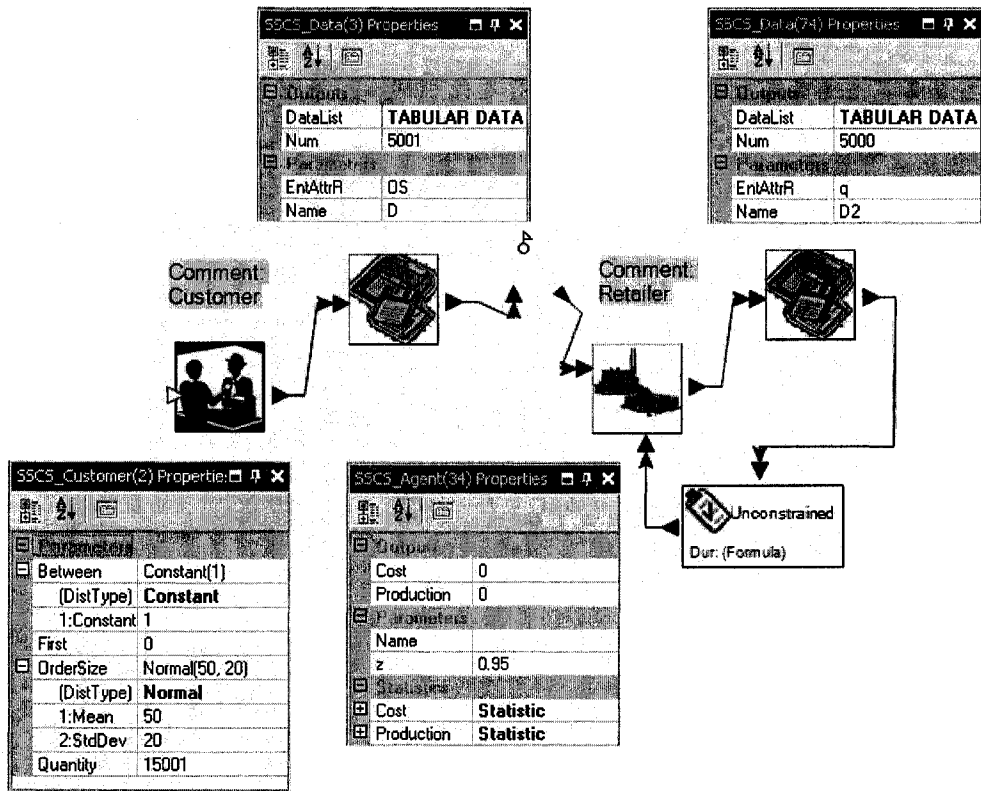 SSCS_Data(3) Properties
Outputs
DataList TABULAR DATA
Num 5001
Parameters
EntAttrR OS
Name D
SSCS_Data(74) Properties
Outputs
DataList TABULAR DATA
Num 5000
Parameters
EntAttrR q
Name D2
Comment:
Customer
Comment:
Retailer
Unconstrained
Dur: (Formula)
SSCS_Customer(2) Propertie
Parameters
Between Constant(1)
(DistType) Constant
1:Constant 1
First 0
OrderSize Normal(50, 20)
(DistType) Normal
1:Mean 50
2:StdDev 20
Quantity 15001
SSCS_Agent(34) Properties
Outputs
Cost 0
Production 0
Parameters
Name
z 0.95
Statistics
Cost Statistic
Production Statistic